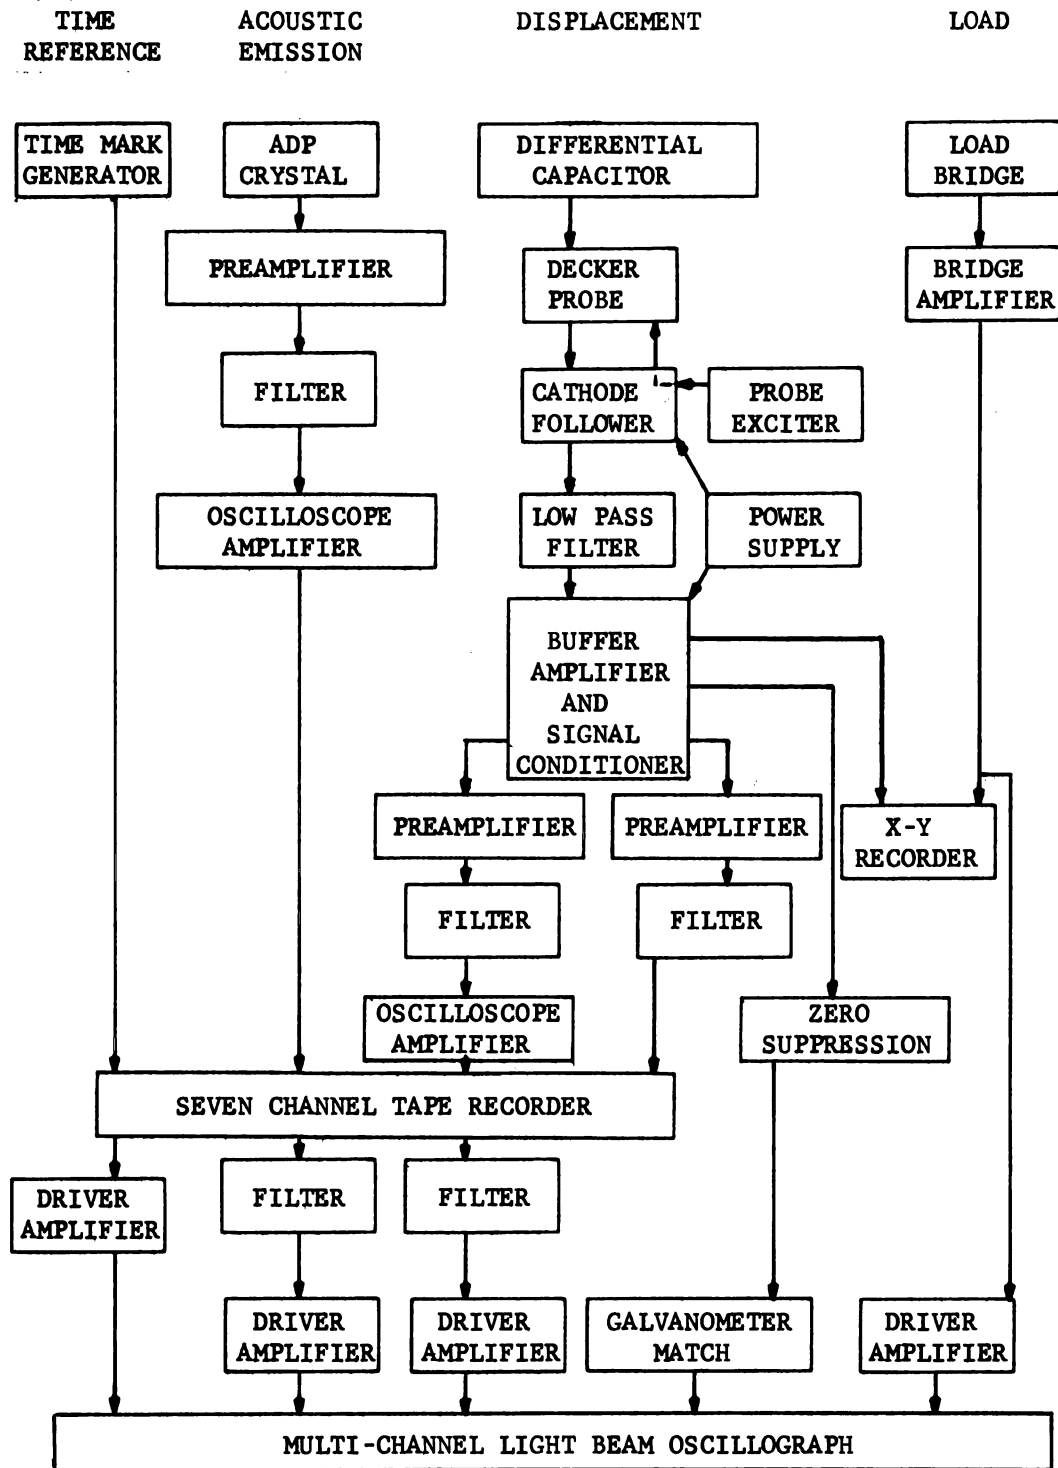 TIME
REFERENCE
ACOUSTIC
EMISSION
DISPLACEMENT
LOAD
TIME MARK
GENERATOR
ADP
CRYSTAL
DIFFERENTIAL
CAPACITOR
LOAD
BRIDGE
PREAMPLIFIER
DECKER
PROBE
BRIDGE
AMPLIFIER
FILTER
CATHODE
FOLLOWER
PROBE
EXCITER
OSCILLOSCOPE
AMPLIFIER
LOW PASS
FILTER
POWER
SUPPLY
BUFFER
AMPLIFIER
AND
SIGNAL
CONDITIONER
PREAMPLIFIER
PREAMPLIFIER
X-Y
RECORDER
FILTER
FILTER
OSCILLOSCOPE
AMPLIFIER
ZERO
SUPPRESSION
SEVEN CHANNEL TAPE RECORDER
DRIVER
AMPLIFIER
FILTER
FILTER
DRIVER
AMPLIFIER
DRIVER
AMPLIFIER
GALVANOMETER
MATCH
DRIVER
AMPLIFIER
MULTI-CHANNEL LIGHT BEAM OSCILLOGRAPH